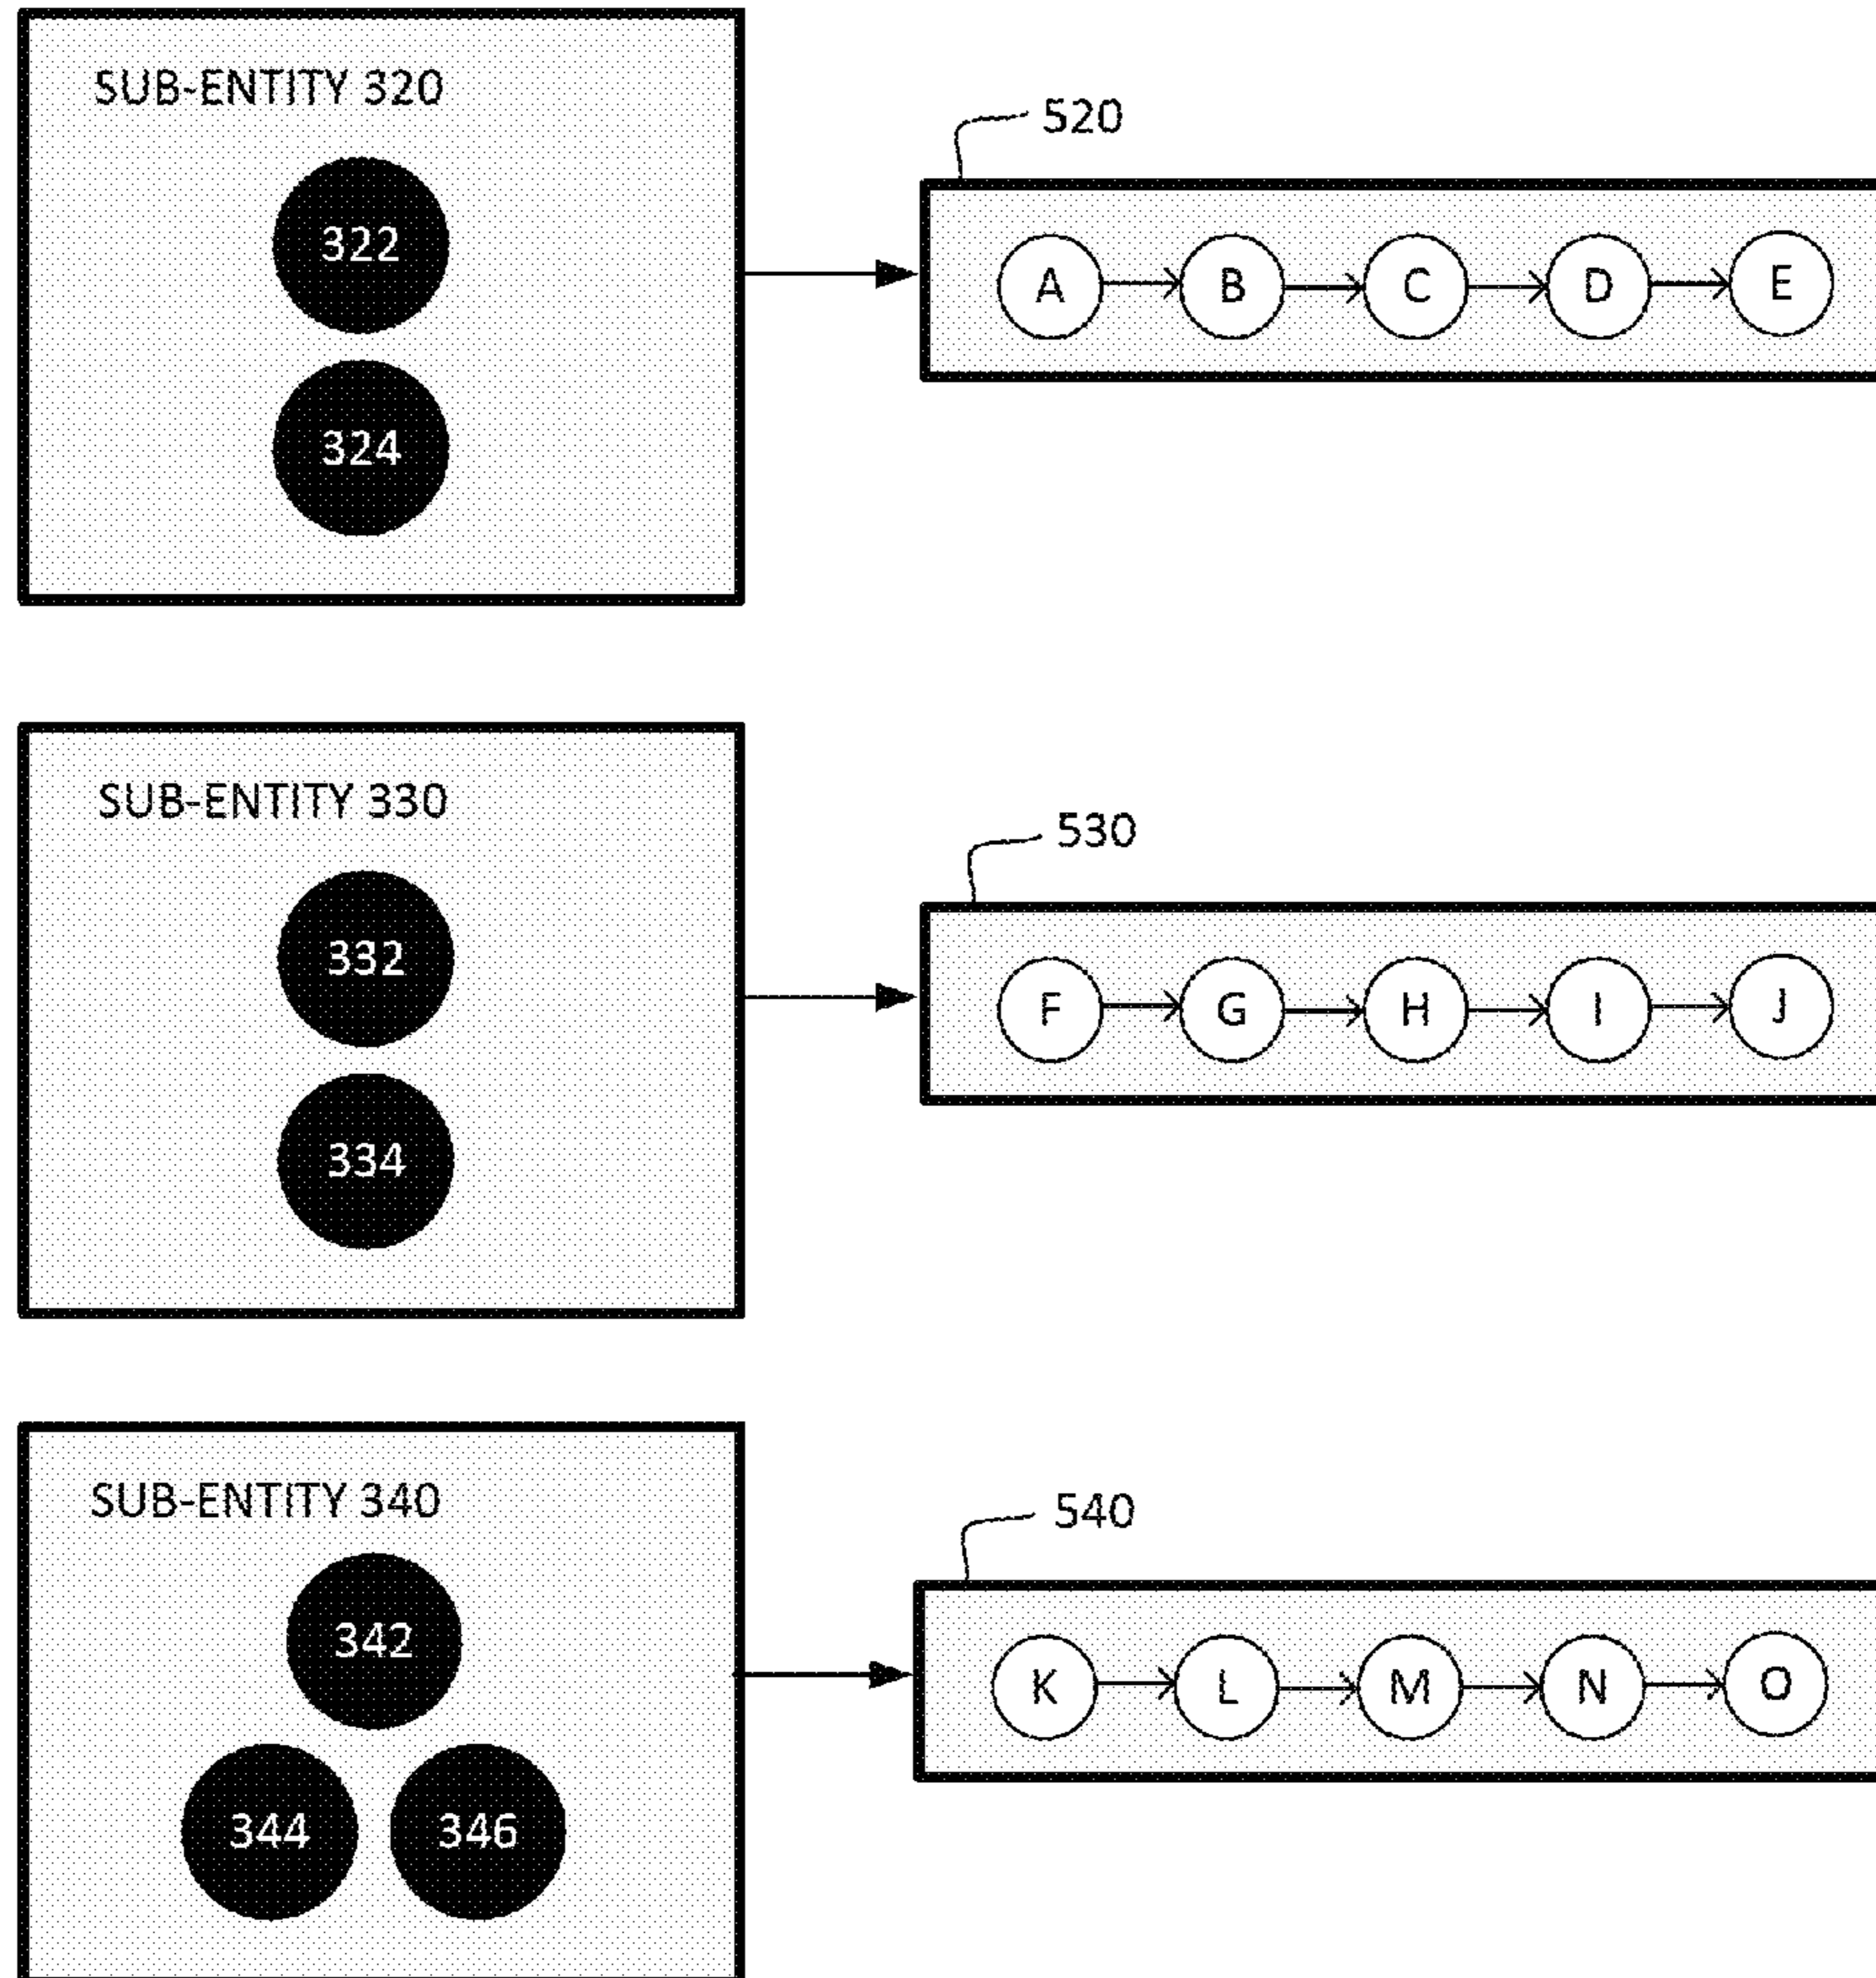 SUB-ENTITY 320
322
324
520
A B C D E
SUB-ENTITY 330
332
334
530
F G H I J
SUB-ENTITY 340
342
344 346
540
K L M N O